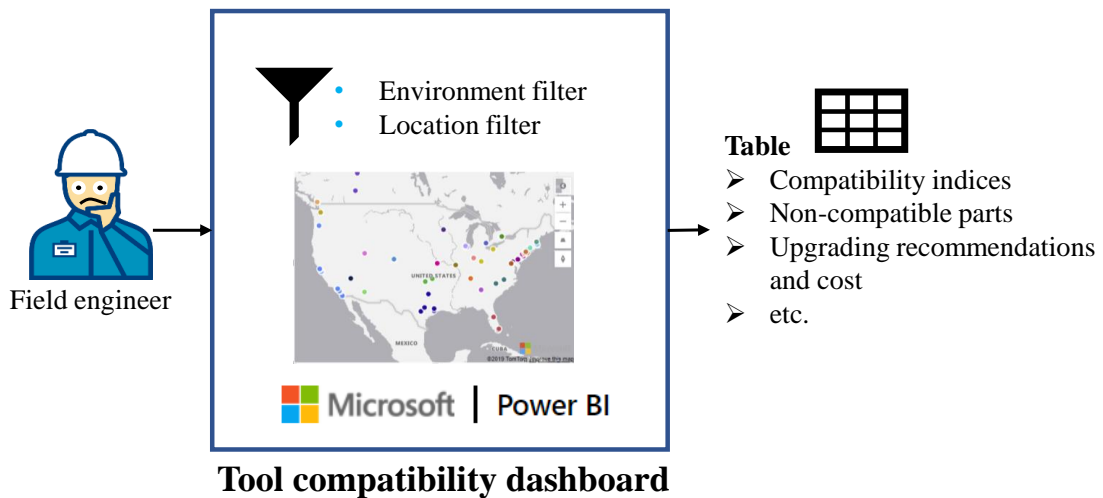 Environment filter
Location filter
Field engineer
UNITED STATES
MEXICO
CUBA
Microsoft | Power BI
Tool compatibility dashboard
Table
Compatibility indices
Non-compatible parts
Upgrading recommendations
and cost
etc.